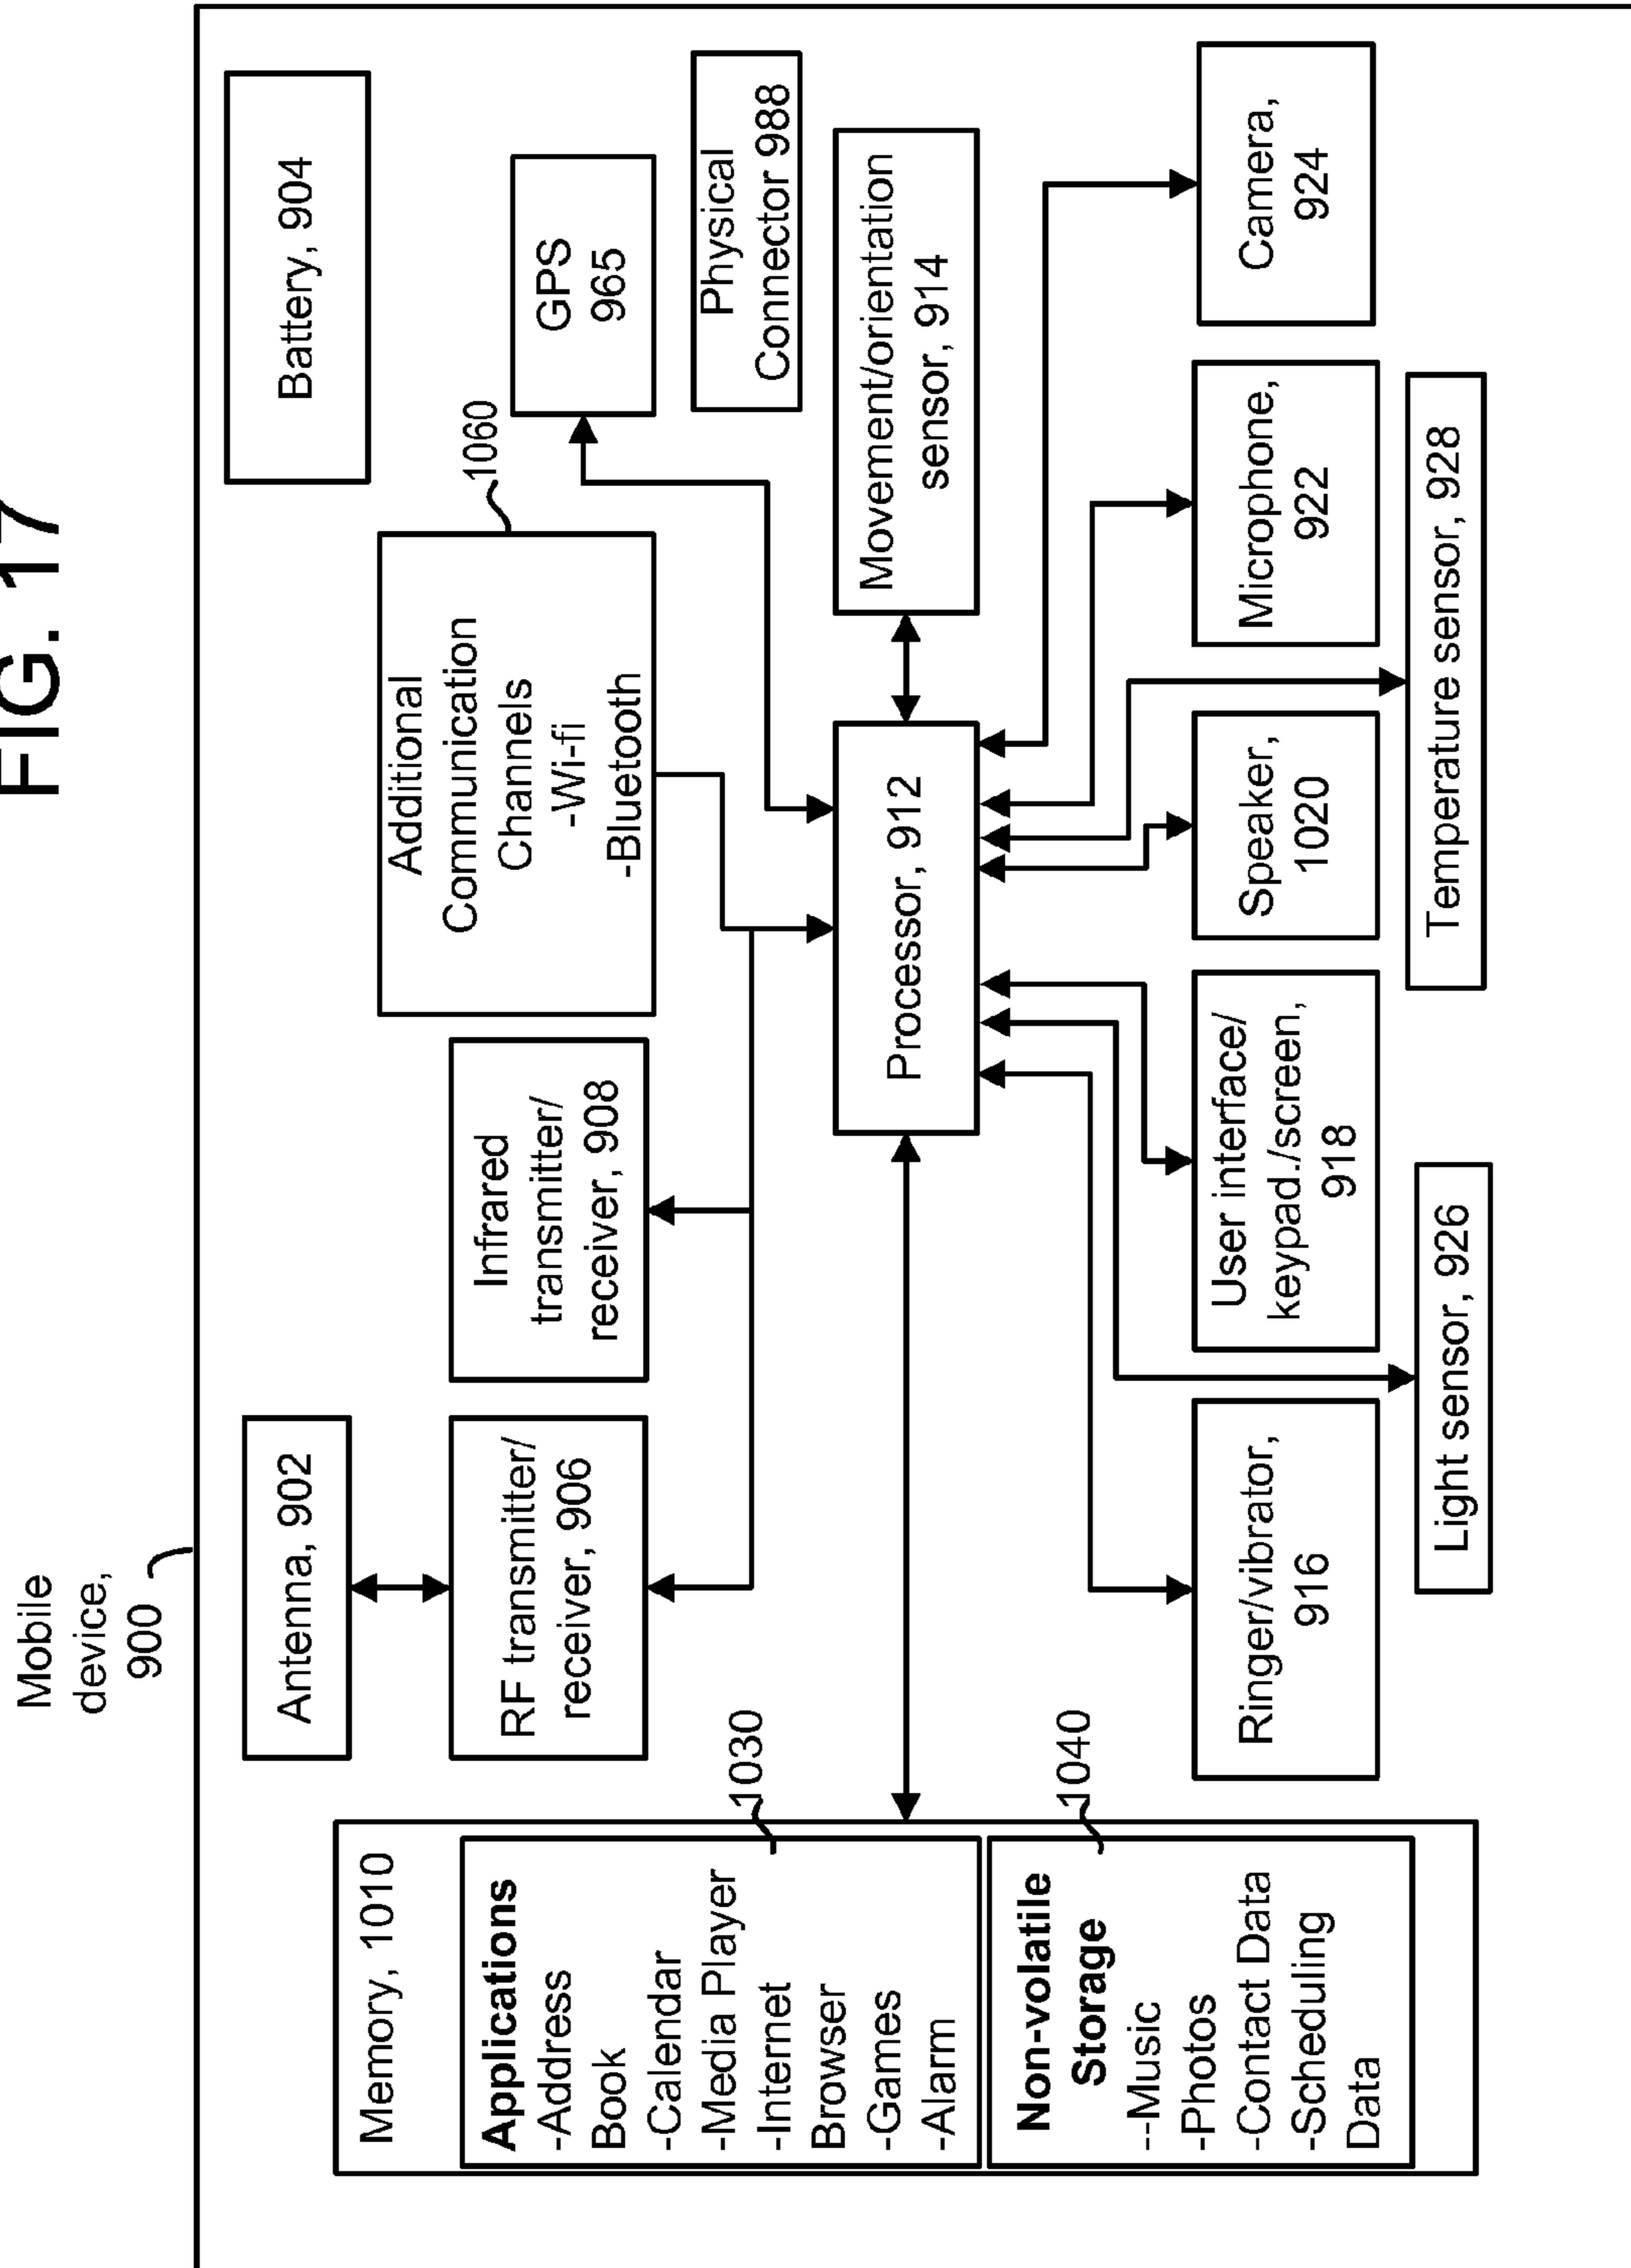 FIG. 17
Mobile
device,
900
Antenna, 902
Battery, 904
RF transmitter/
receiver, 906
Infrared
transmitter/
receiver, 908
Additional
Communication
Channels
-Wi-fi
-Bluetooth
1060
GPS
965
Physical
Connector 988
Memory, 1010
Applications
-Address
Book
-Calendar
-Media Player
-Internet
Browser
-Games
-Alarm
1030
Non-volatile
Storage
--Music
-Photos
-Contact Data
-Scheduling
Data
1040
Processor, 912
Movement/orientation
sensor, 914
Ringer/vibrator,
916
User interface/
keypad./screen,
918
Speaker,
1020
Microphone,
922
Camera,
924
Light sensor, 926
Temperature sensor, 928